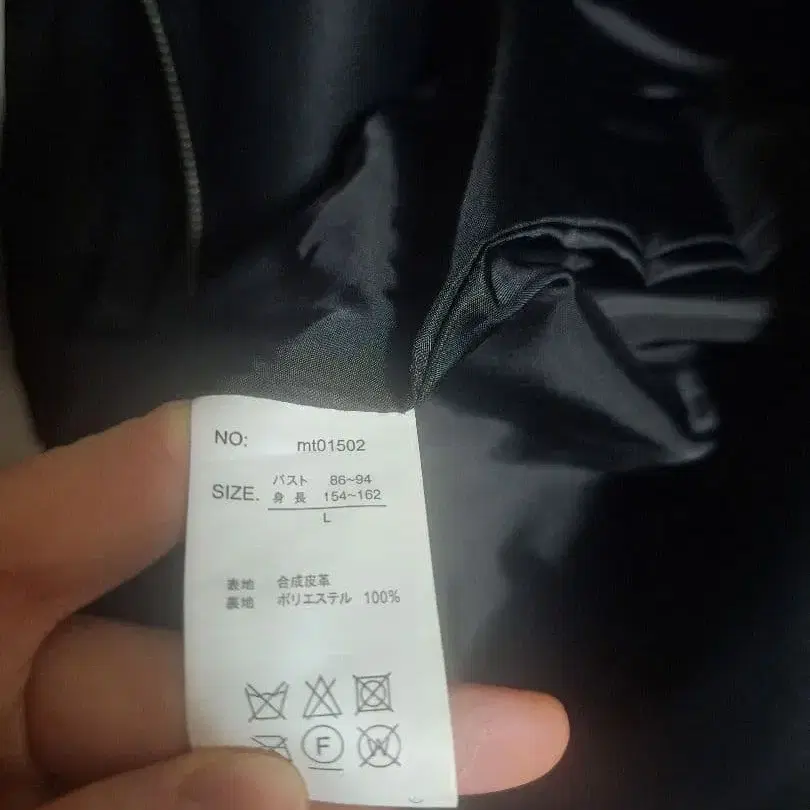 NO: mt01502
バスト 86~94
SIZE. 身長 154~162
L
表地 合成皮革
裏地 ポリエステル 100%
F W